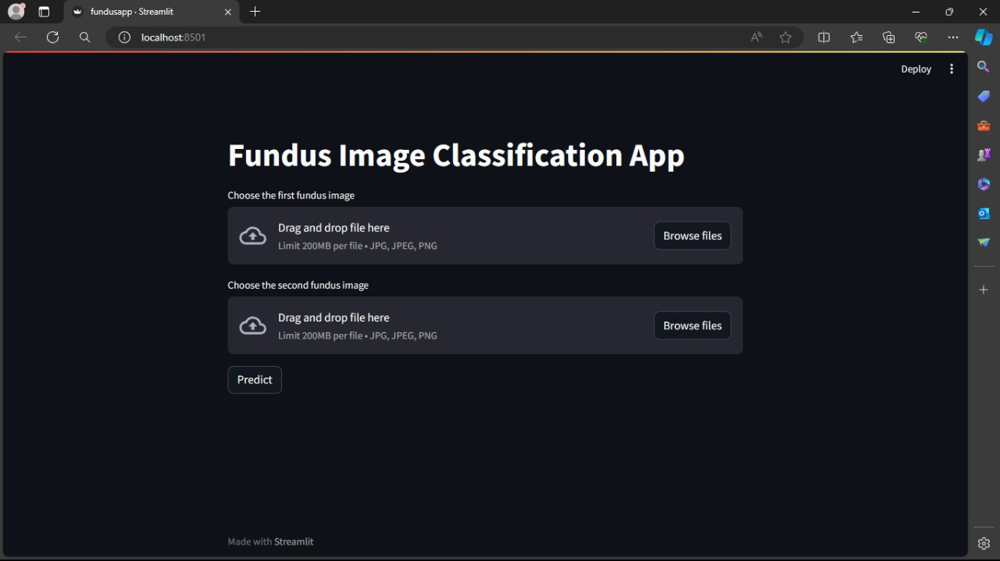 fundusapp · Streamlit
localhost:8501
Deploy
Fundus Image Classification App
Choose the first fundus image
Drag and drop file here
Limit 200MB per file • JPG, JPEG, PNG
Browse files
Choose the second fundus image
Drag and drop file here
Limit 200MB per file • JPG, JPEG, PNG
Browse files
Predict
Made with Streamlit